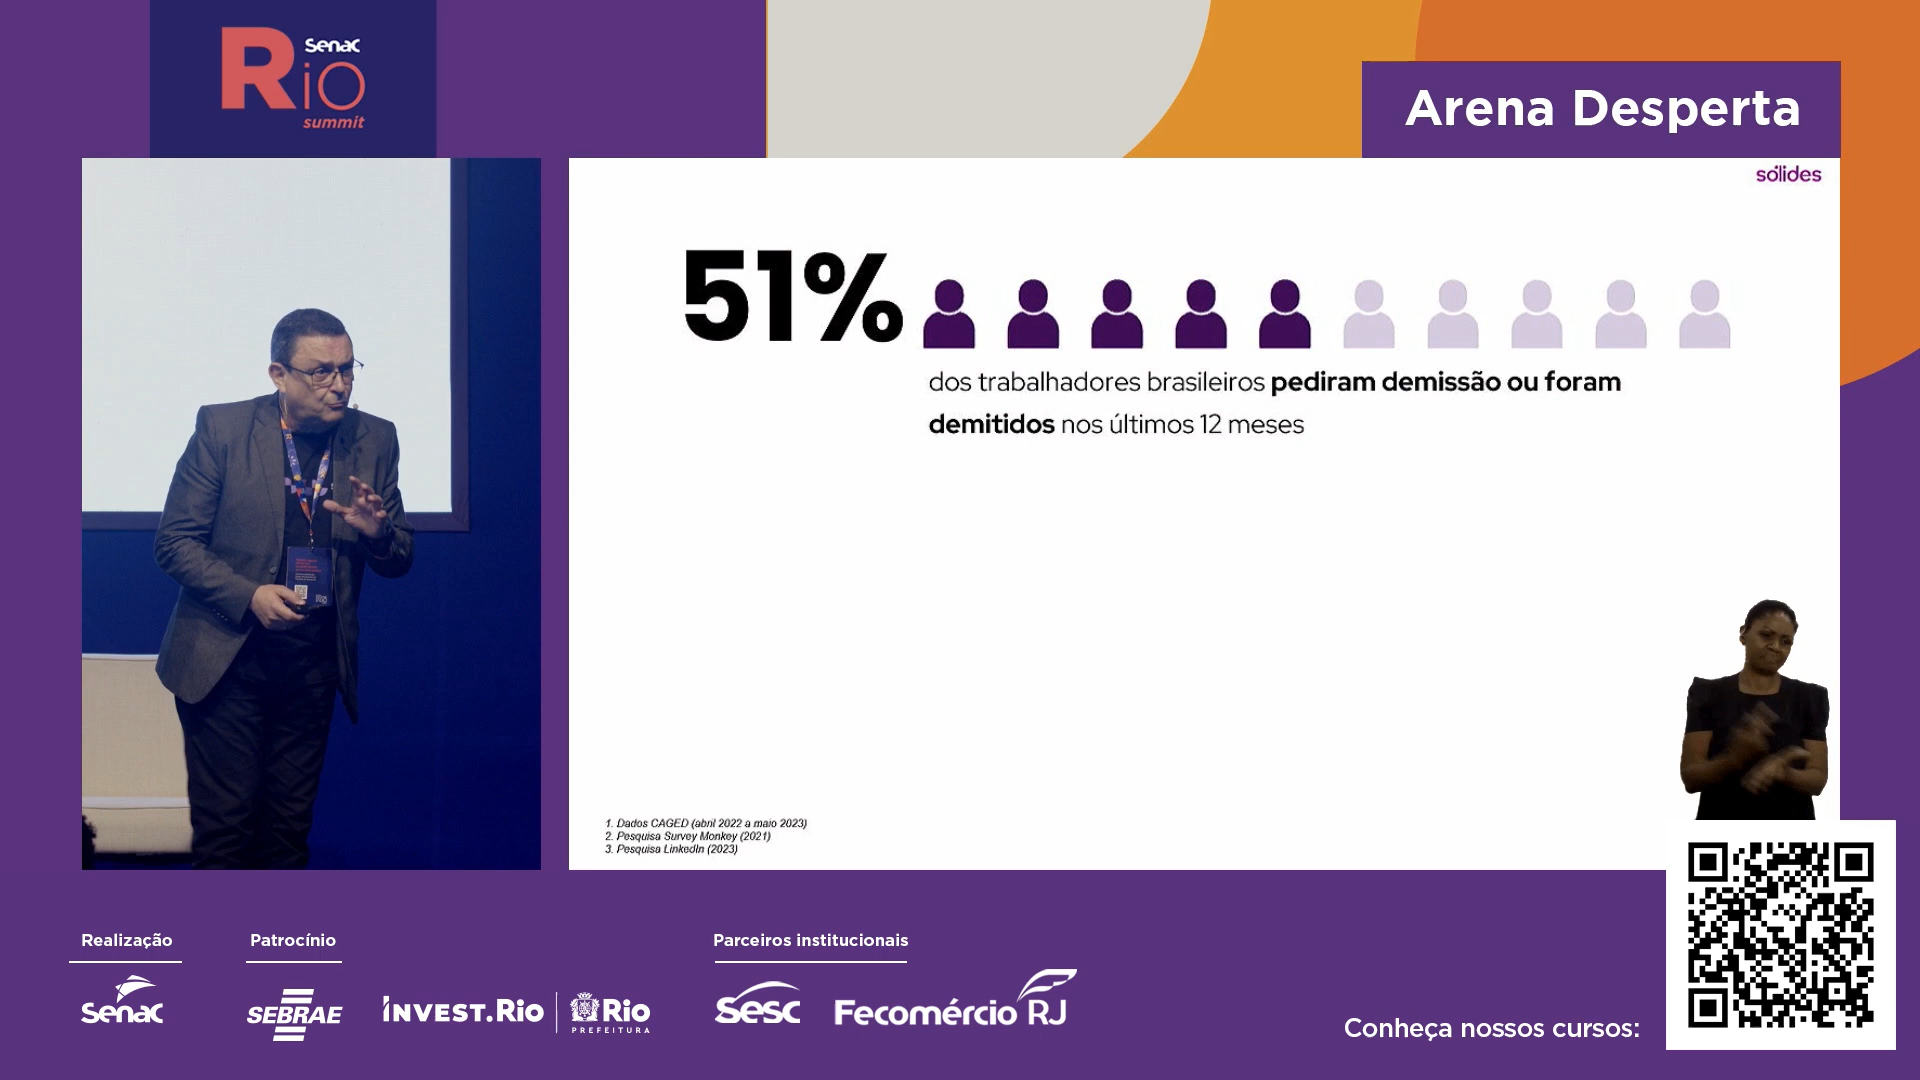 R Senac
iO
summit
Arena Desperta
sólides
51%
dos trabalhadores brasileiros pediram demissão ou foram
demitidos nos últimos 12 meses
1. Dados CAGED (abril 2022 a maio 2023)
2. Pesquisa Survey Monkey (2021)
3. Pesquisa LinkedIn (2023)
Realização
Patrocínio
Parceiros institucionais
Senac
SEBRAE
INVEST.Rio
Rio
PREFEITURA
Sesc
Fecomércio RJ
Conheça nossos cursos: